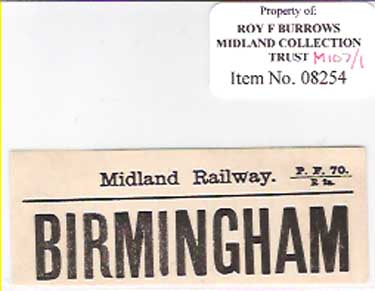 Property of:
ROY F BURROWS
MIDLAND COLLECTION
TRUST M107/1
Item No. 08254
Midland Railway. P. F. 70.
BIRMINGHAM